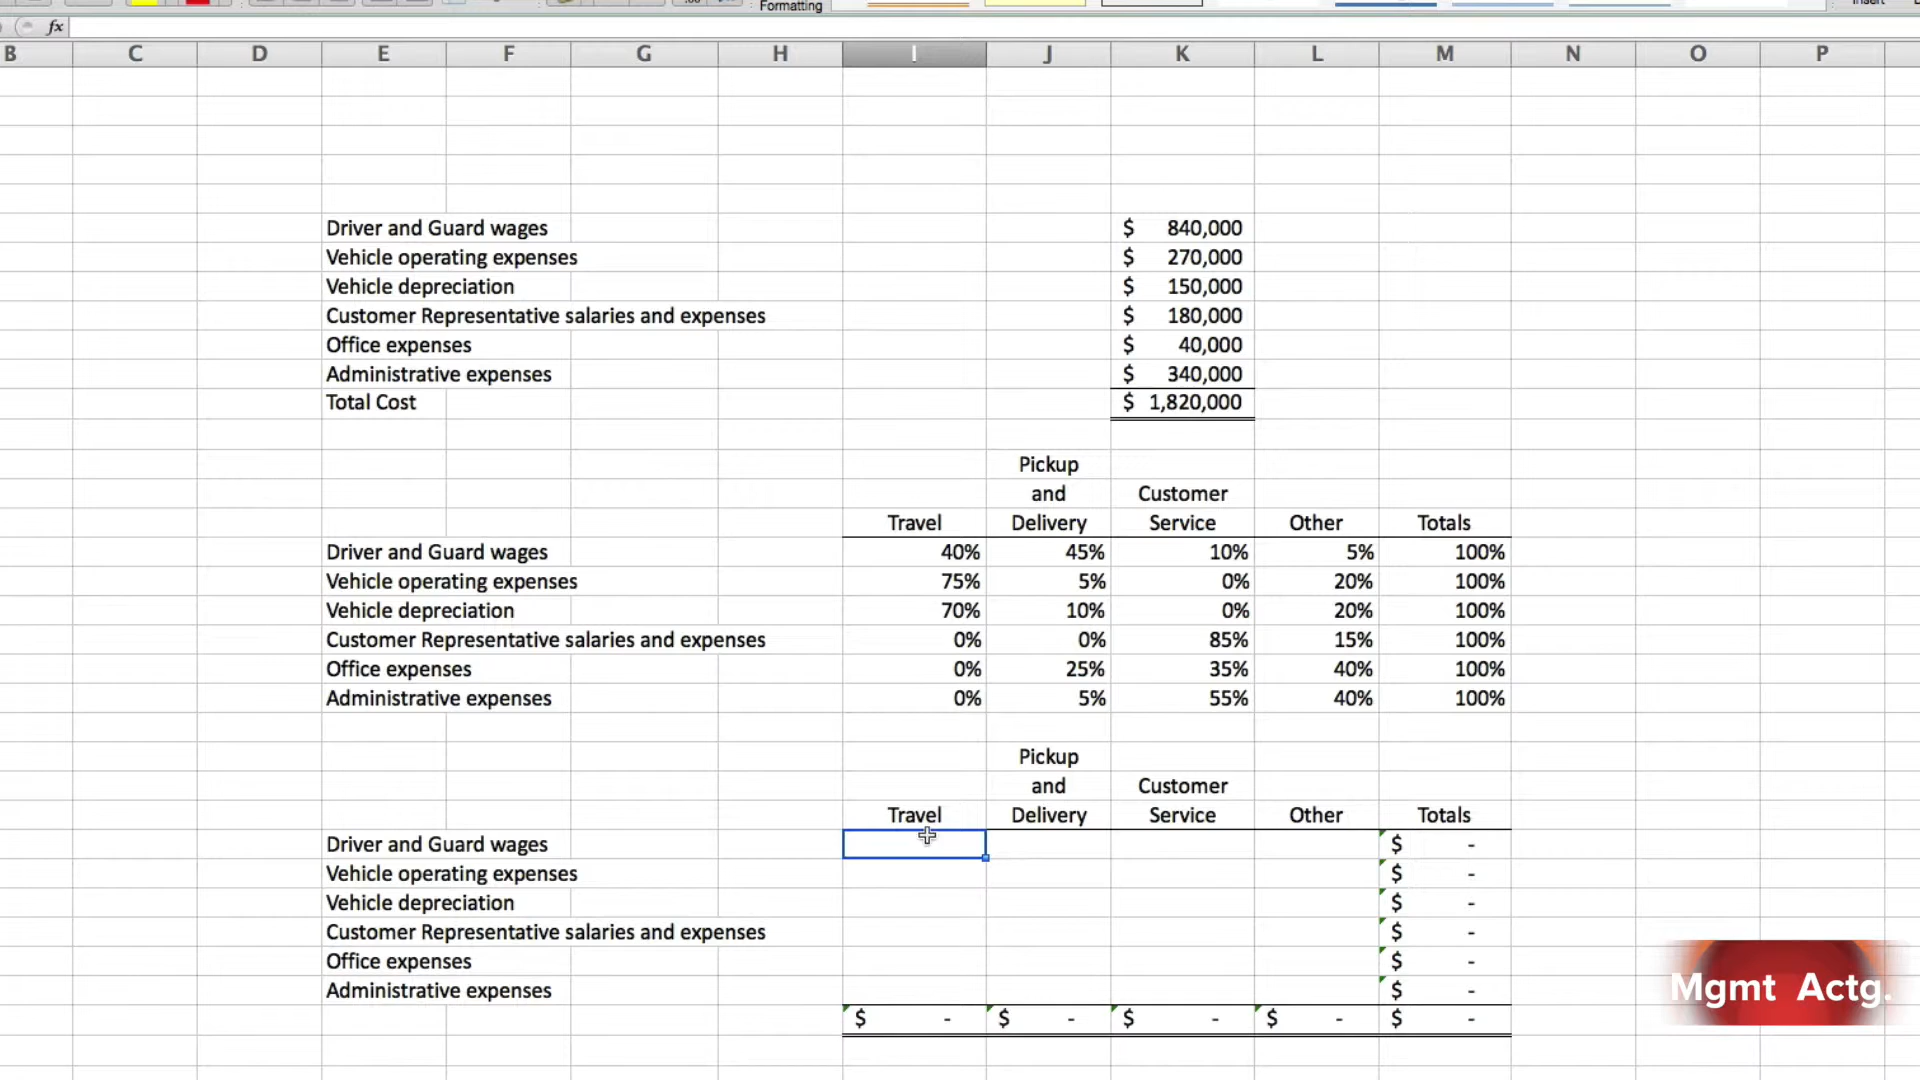 Formatting
Insert
fx
B C D E F G H I J K L M N O P
Driver and Guard wages $ 840,000
Vehicle operating expenses $ 270,000
Vehicle depreciation $ 150,000
Customer Representative salaries and expenses $ 180,000
Office expenses $ 40,000
Administrative expenses $ 340,000
Total Cost $ 1,820,000
Pickup
and Customer
Travel Delivery Service Other Totals
Driver and Guard wages 40% 45% 10% 5% 100%
Vehicle operating expenses 75% 5% 0% 20% 100%
Vehicle depreciation 70% 10% 0% 20% 100%
Customer Representative salaries and expenses 0% 0% 85% 15% 100%
Office expenses 0% 25% 35% 40% 100%
Administrative expenses 0% 5% 55% 40% 100%
Pickup
and Customer
Travel Delivery Service Other Totals
Driver and Guard wages $ -
Vehicle operating expenses $ -
Vehicle depreciation $ -
Customer Representative salaries and expenses $ -
Office expenses $ -
Administrative expenses $ -
$ - $ - $ - $ - $ -
Mgmt Actg.